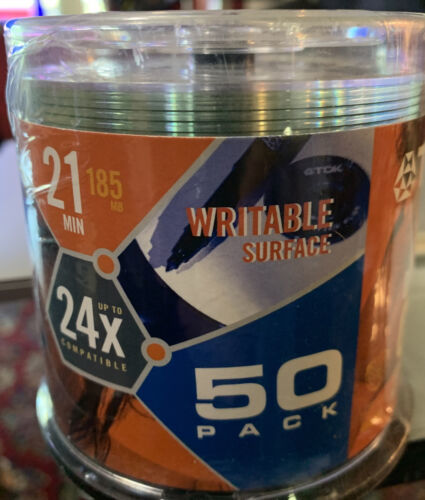 TDK
21
MIN
185
MB
WRITABLE
SURFACE
UP TO
24X
COMPATIBLE
50
PACK